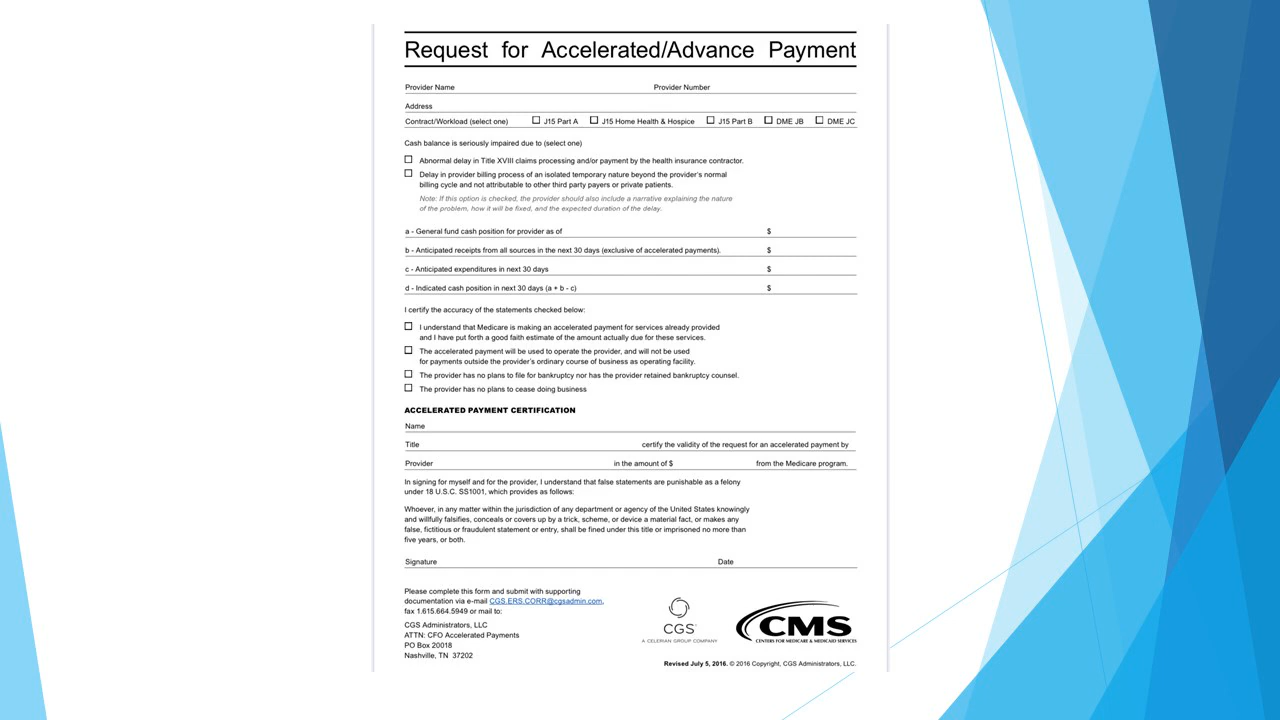 Request for Accelerated/Advance Payment
Provider Name Provider Number
Address
Contract/Workload (select one) J15 Part A J15 Home Health & Hospice J15 Part B DME JB DME JC
Cash balance is seriously impaired due to (select one)
Abnormal delay in Title XVIII claims processing and/or payment by the health insurance contractor.
Delay in provider billing process of an isolated temporary nature beyond the provider's normal
billing cycle and not attributable to other third party payers or private patients.
Note: If this option is checked, the provider should also include a narrative explaining the nature
of the problem, how it will be fixed, and the expected duration of the delay.
a - General fund cash position for provider as of $
b - Anticipated receipts from all sources in the next 30 days (exclusive of accelerated payments). $
c - Anticipated expenditures in next 30 days $
d - Indicated cash position in next 30 days (a + b - c) $
I certify the accuracy of the statements checked below:
I understand that Medicare is making an accelerated payment for services already provided
and I have put forth a good faith estimate of the amount actually due for these services.
The accelerated payment will be used to operate the provider, and will not be used
for payments outside the provider's ordinary course of business as operating facility.
The provider has no plans to file for bankruptcy nor has the provider retained bankruptcy counsel.
The provider has no plans to cease doing business
ACCELERATED PAYMENT CERTIFICATION
Name
Title certify the validity of the request for an accelerated payment by
Provider in the amount of $ from the Medicare program.
In signing for myself and for the provider, I understand that false statements are punishable as a felony
under 18 U.S.C. SS1001, which provides as follows:
Whoever, in any matter within the jurisdiction of any department or agency of the United States knowingly
and willfully falsifies, conceals or covers up by a trick, scheme, or device a material fact, or makes any
false, fictitious or fraudulent statement or entry, shall be fined under this title or imprisoned no more than
five years, or both.
Signature Date
Please complete this form and submit with supporting
documentation via e-mail CGS.ERS.CORR@cgsadmin.com,
fax 1.615.664.5949 or mail to:
CGS Administrators, LLC
ATTN: CFO Accelerated Payments
PO Box 20018
Nashville, TN 37202
CGS
A CELERIAN GROUP COMPANY
CMS
CENTERS FOR MEDICARE & MEDICAID SERVICES
Revised July 5, 2016. © 2016 Copyright, CGS Administrators, LLC.